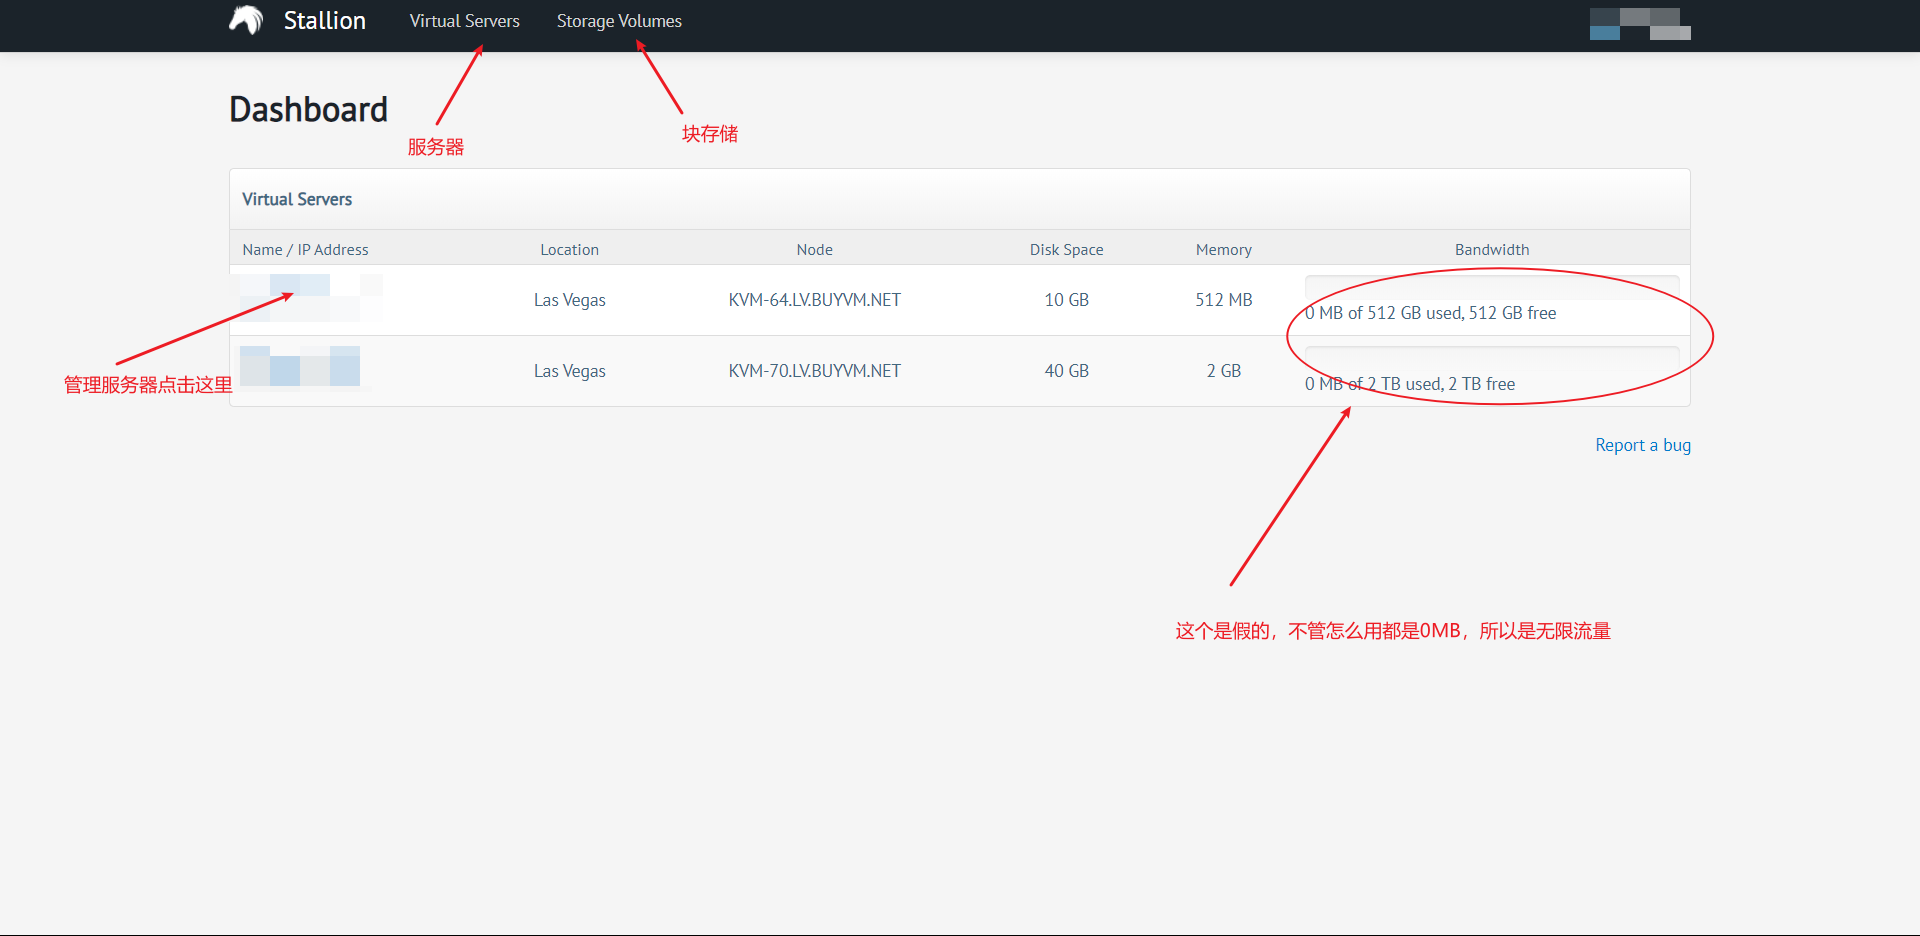 Stallion Virtual Servers Storage Volumes
Dashboard
服务器
块存储
Virtual Servers
Name / IP Address Location Node Disk Space Memory Bandwidth
Las Vegas KVM-64.LV.BUYVM.NET 10 GB 512 MB 0 MB of 512 GB used, 512 GB free
Las Vegas KVM-70.LV.BUYVM.NET 40 GB 2 GB 0 MB of 2 TB used, 2 TB free
管理服务器点击这里
Report a bug
这个是假的，不管怎么用都是0MB，所以是无限流量